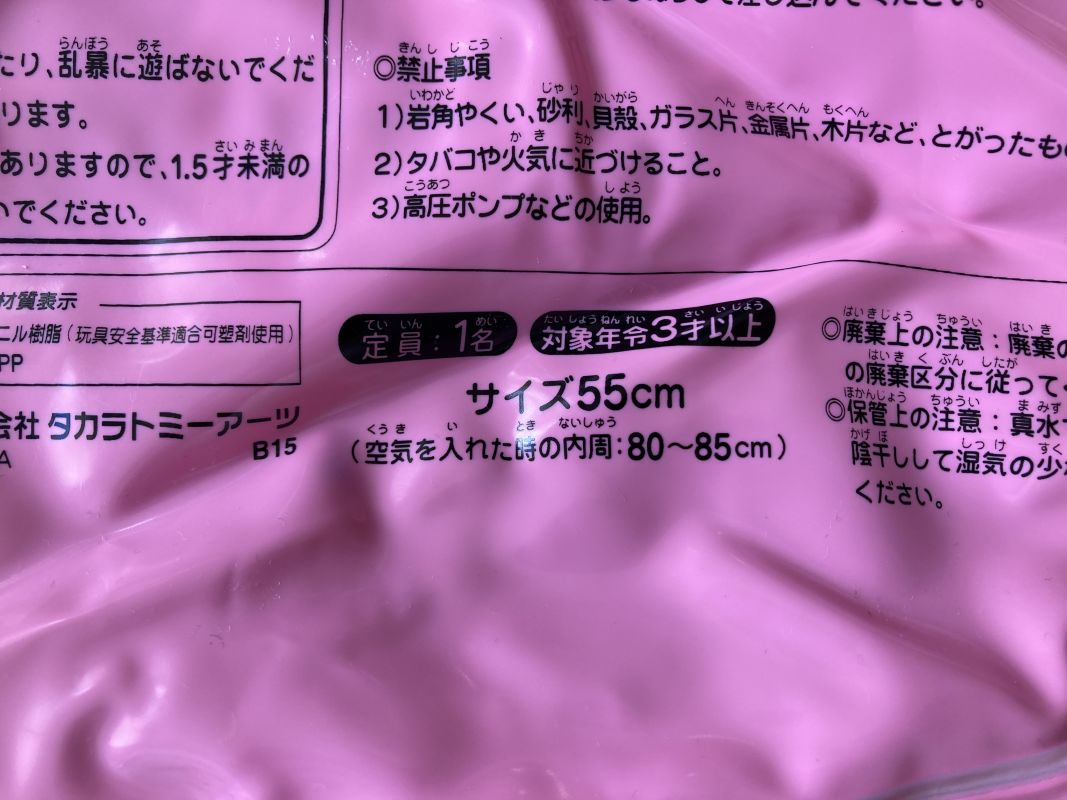 たり、乱暴に遊ばないでくだ
ります。
ありますので、1.5才未満の
いでください。
◎禁止事項
1)岩角やくい、砂利、貝殻、ガラス片、金属片、木片など、とがったもの
2)タバコや火気に近づけること。
3)高圧ポンプなどの使用。
材質表示
ニル樹脂(玩具安全基準適合可塑剤使用)
PP
会社 タカラトミーアーツ
B15
定員:1名
対象年令3才以上
サイズ55cm
(空気を入れた時の内周:80〜85cm)
◎廃棄上の注意:廃棄の
の廃棄区分に従って
◎保管上の注意:真水で
陰干しして湿気の少
ください。